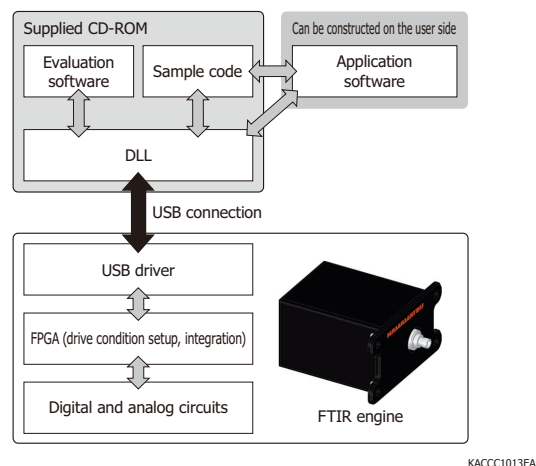 Supplied CD-ROM
Can be constructed on the user side
Evaluation
software
Sample code
Application
software
DLL
USB connection
USB driver
FPGA (drive condition setup, integration)
Digital and analog circuits
HAMAMATSU
FTIR engine
KACCC1013EA